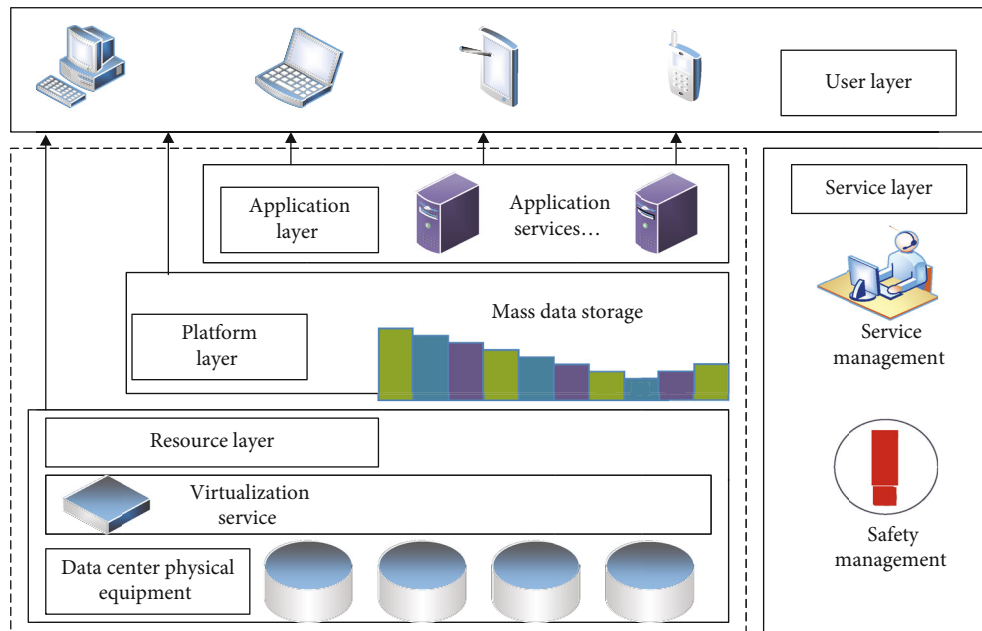 User layer
Application
layer
Application
services…
Service layer
Service
management
Mass data storage
Platform
layer
Resource layer
Virtualization
service
Data center physical
equipment
Safety
management